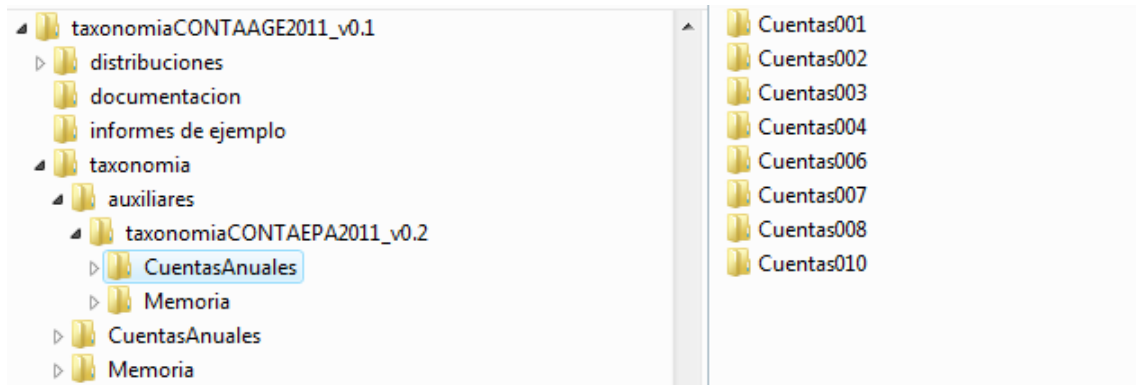 taxonomiaCONTAAGE2011_v0.1
distribuciones
documentacion
informes de ejemplo
taxonomia
auxiliares
taxonomiaCONTAEPA2011_v0.2
CuentasAnuales
Memoria
CuentasAnuales
Memoria
Cuentas001
Cuentas002
Cuentas003
Cuentas004
Cuentas006
Cuentas007
Cuentas008
Cuentas010